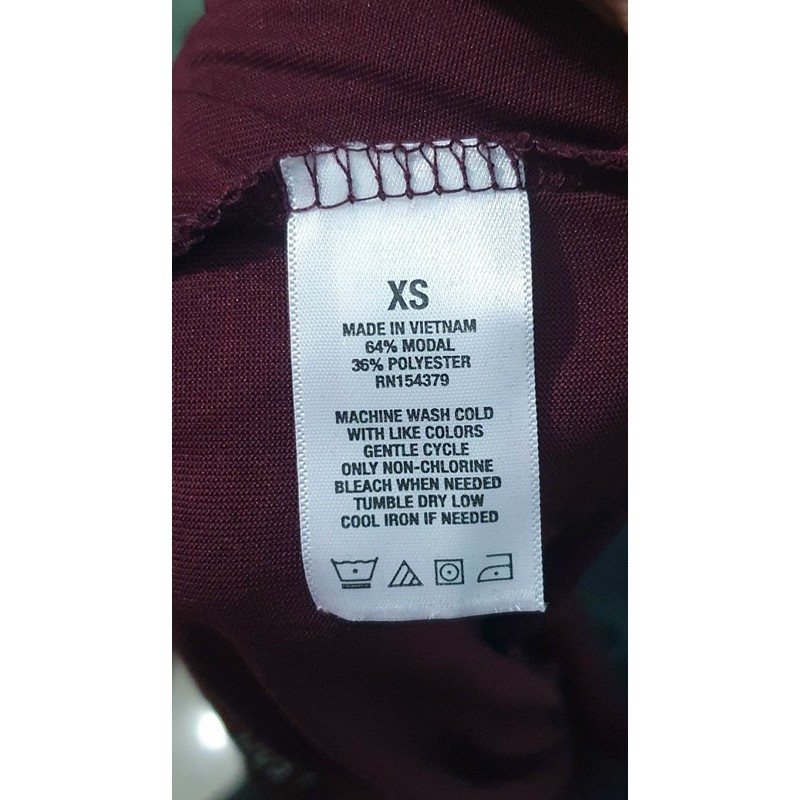 XS
MADE IN VIETNAM
64% MODAL
36% POLYESTER
RN154379
MACHINE WASH COLD
WITH LIKE COLORS
GENTLE CYCLE
ONLY NON-CHLORINE
BLEACH WHEN NEEDED
TUMBLE DRY LOW
COOL IRON IF NEEDED